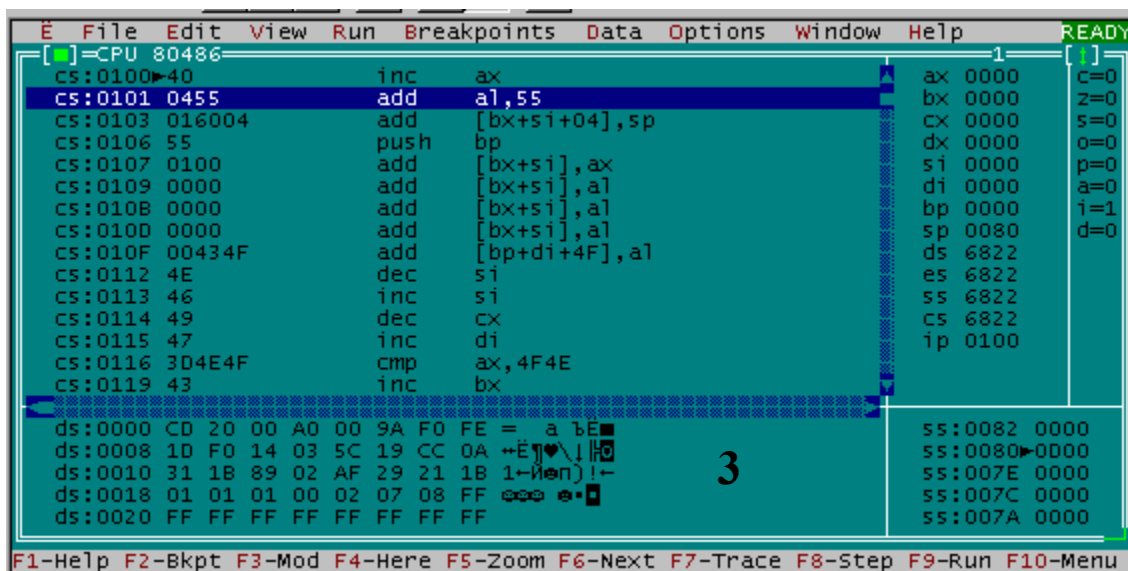 Ë File Edit View Run Breakpoints Data Options Window Help READY
[■]=CPU 80486 1 [↕]
cs:0100►40 inc ax
cs:0101 0455 add al,55
cs:0103 016004 add [bx+si+04],sp
cs:0106 55 push bp
cs:0107 0100 add [bx+si],ax
cs:0109 0000 add [bx+si],al
cs:010B 0000 add [bx+si],al
cs:010D 0000 add [bx+si],al
cs:010F 00434F add [bp+di+4F],al
cs:0112 4E dec si
cs:0113 46 inc si
cs:0114 49 dec cx
cs:0115 47 inc di
cs:0116 3D4E4F cmp ax,4F4E
cs:0119 43 inc bx
ax 0000 c=0
bx 0000 z=0
cx 0000 s=0
dx 0000 o=0
si 0000 p=0
di 0000 a=0
bp 0000 i=1
sp 0080 d=0
ds 6822
es 6822
ss 6822
cs 6822
ip 0100
ds:0000 CD 20 00 A0 00 9A F0 FE = a ЪЁ■
ds:0008 1D F0 14 03 5C 19 CC 0A ↔Ё¶♥\↓╠◙
ds:0010 31 1B 89 02 AF 29 21 1B 1←Й☻п)!←
ds:0018 01 01 01 00 02 07 08 FF ☺☺☺ ☻•◘
ds:0020 FF FF FF FF FF FF FF FF
3
ss:0082 0000
ss:0080►0D00
ss:007E 0000
ss:007C 0000
ss:007A 0000
F1-Help F2-Bkpt F3-Mod F4-Here F5-Zoom F6-Next F7-Trace F8-Step F9-Run F10-Menu